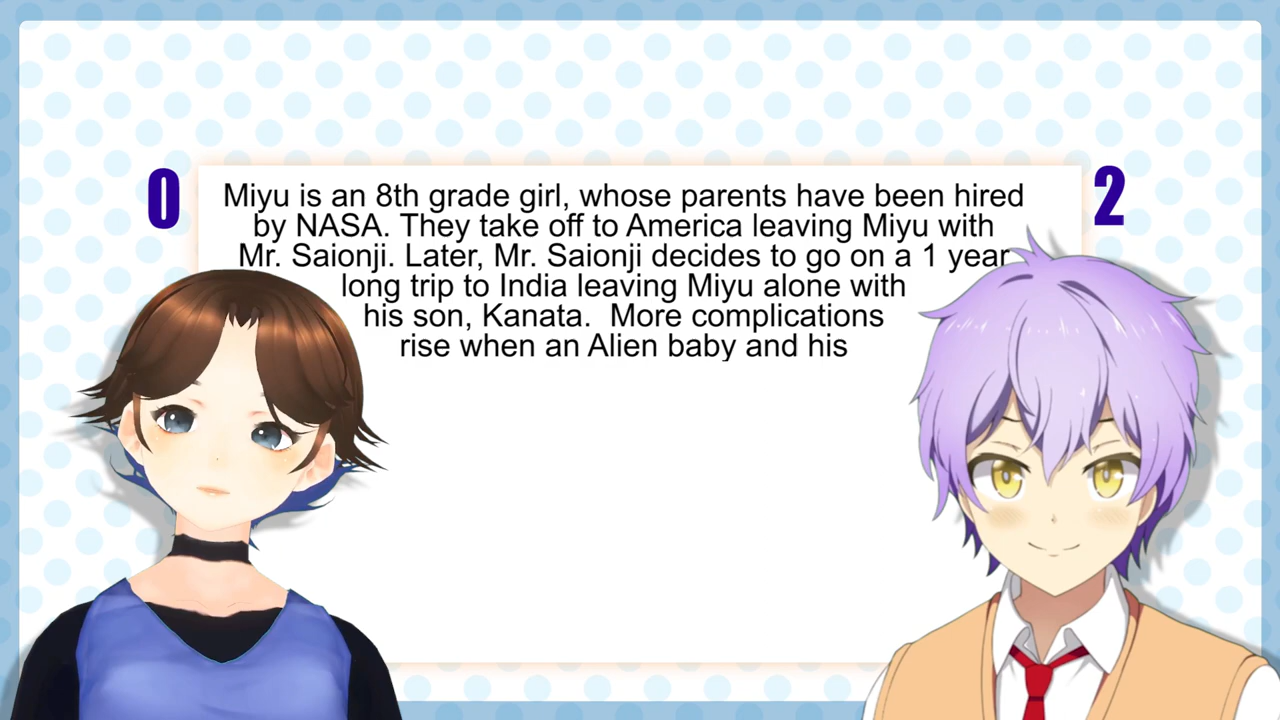 0
2
Miyu is an 8th grade girl, whose parents have been hired
by NASA. They take off to America leaving Miyu with
Mr. Saionji. Later, Mr. Saionji decides to go on a 1 year
long trip to India leaving Miyu alone with
his son, Kanata.  More complications
rise when an Alien baby and his